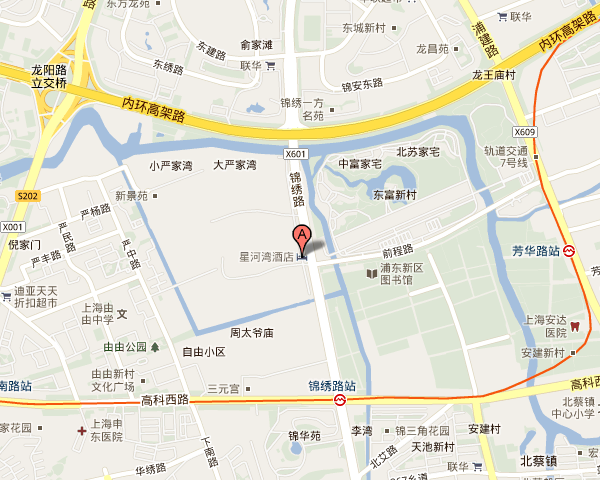 东方龙苑
俞家滩
东建路
东绣路
联华
路
东城新村
浦建路
联华
龙昌苑
内环高架路
龙阳路
立交桥
锦安东路
龙王庙村
内环高架路
锦绣一方
名苑
X609
轨道交通
7号线
X601
小严家湾
大严家湾
北苏家宅
中富家宅
锦绣路
东富新村
S202
新景苑
X001
严杨路
倪家门
严民路
严中路
严丰路
A
星河湾酒店
前程路
芳华路站
浦东新区
图书馆
迪亚天天
折扣超市
上海市由
由中学
上海安达
医院
周太爷庙
由由公园
自由小区
安建新村
由由新村
文化广场
三元宫
锦绣路站
南路站
高科西路
高科西
北蔡镇
中心小学
上海申
东医院
家花园
下南路
锦华苑
李湾
锦三角花园
天池新村
安建村
北艾路
华绣路
联华
北蔡镇